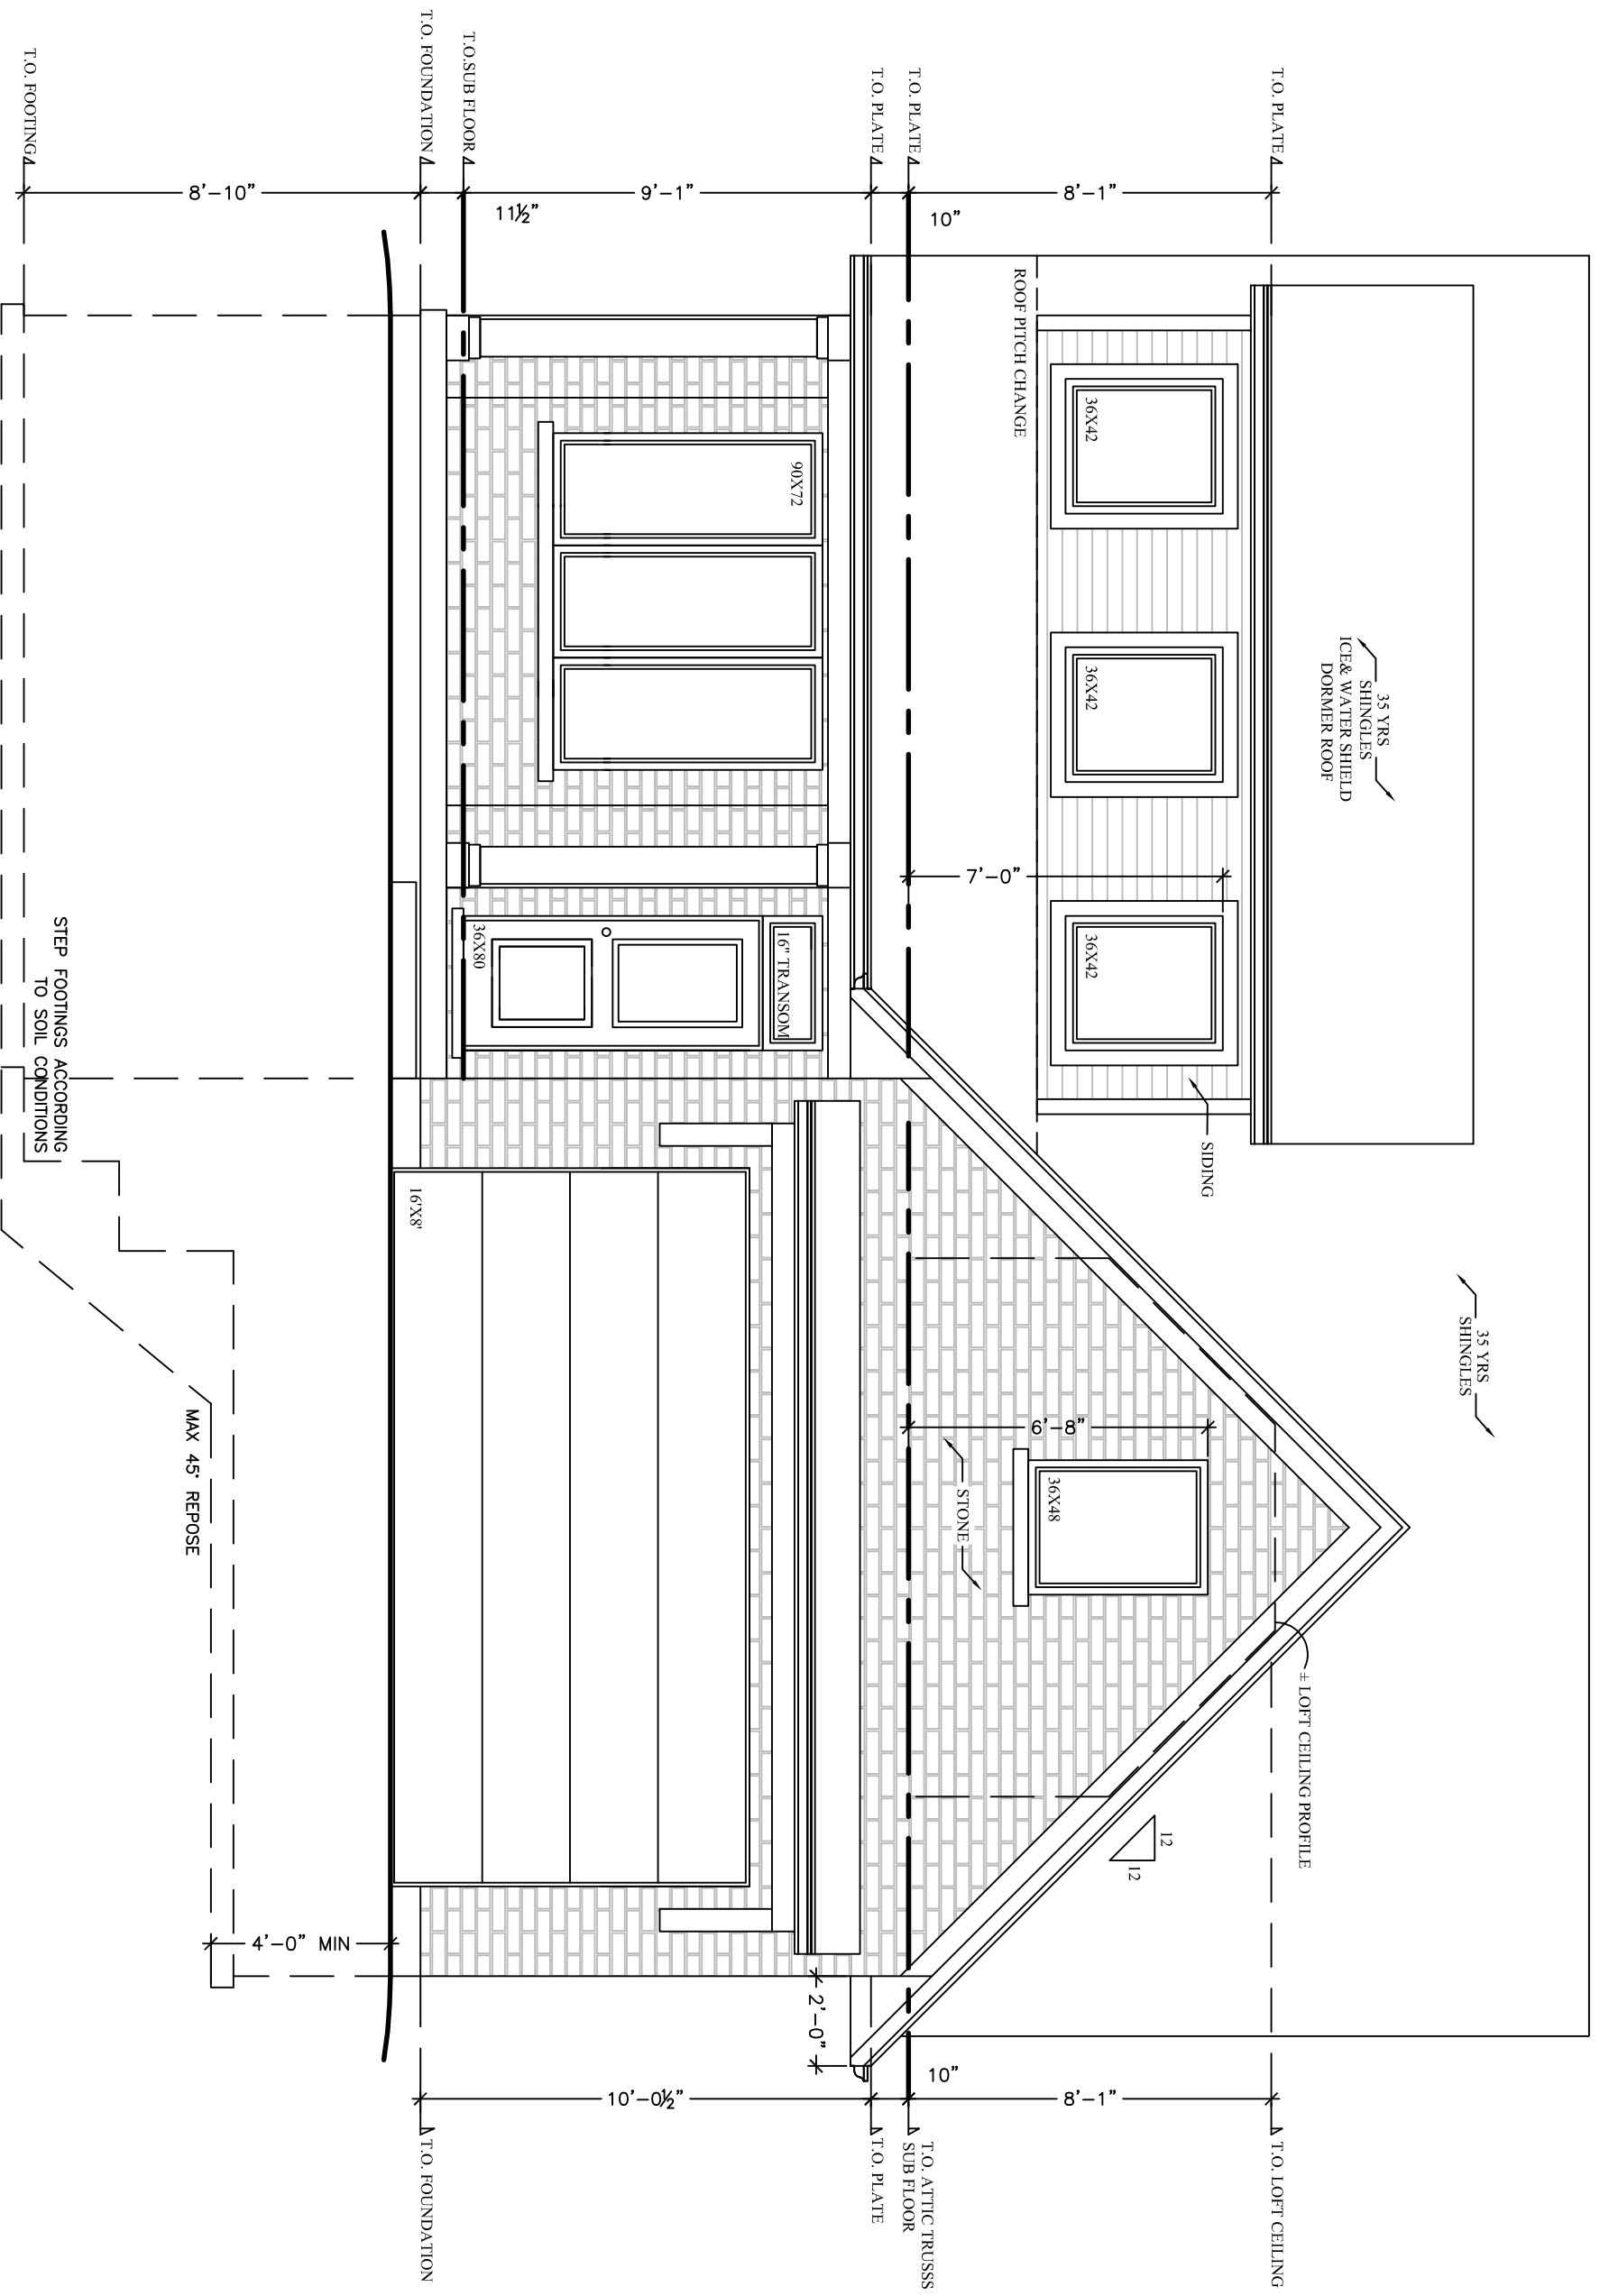 35 YRS
SHINGLES
35 YRS
SHINGLES
ICE& WATER SHIELD
DORMER ROOF
T.O. PLATE
T.O. LOFT CEILING
± LOFT CEILING PROFILE
SIDING
36X42
36X42
36X42
8'-1"
7'-0"
6'-8"
12
12
8'-1"
36X48
ROOF PITCH CHANGE
STONE
10"
10"
T.O. PLATE
T.O. ATTIC TRUSSS
SUB FLOOR
T.O. PLATE
T.O. PLATE
2'-0"
90X72
16" TRANSOM
9'-1"
10'-0½"
11½"
36X80
T.O.SUB FLOOR
T.O. FOUNDATION
16'X8'
T.O. FOUNDATION
8'-10"
4'-0" MIN
MAX 45° REPOSE
STEP FOOTINGS ACCORDING
TO SOIL CONDITIONS
T.O. FOOTING